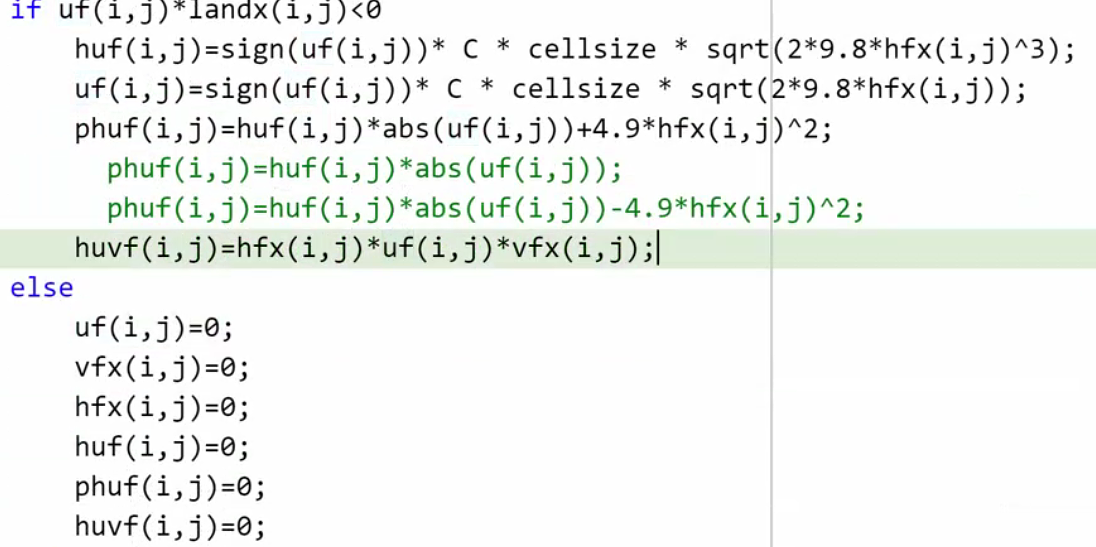 if uf(i,j)*landx(i,j)<0
huf(i,j)=sign(uf(i,j))* C * cellsize * sqrt(2*9.8*hfx(i,j)^3);
uf(i,j)=sign(uf(i,j))* C * cellsize * sqrt(2*9.8*hfx(i,j));
phuf(i,j)=huf(i,j)*abs(uf(i,j))+4.9*hfx(i,j)^2;
phuf(i,j)=huf(i,j)*abs(uf(i,j));
phuf(i,j)=huf(i,j)*abs(uf(i,j))-4.9*hfx(i,j)^2;
huvf(i,j)=hfx(i,j)*uf(i,j)*vfx(i,j);
else
uf(i,j)=0;
vfx(i,j)=0;
hfx(i,j)=0;
huf(i,j)=0;
phuf(i,j)=0;
huvf(i,j)=0;